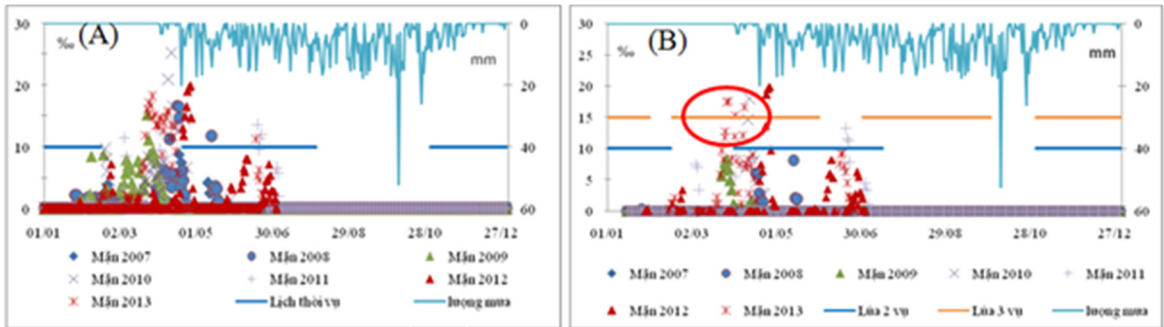 (A)
30
20
10
0
‰
mm
0
20
40
60
01/01 02/03 01/05 30/06 29/08 28/10 27/12
Mặn 2007 Mặn 2008 Mặn 2009
Mặn 2010 Mặn 2011 Mặn 2012
Mặn 2013 Lịch thời vụ lượng mưa
(B)
30
25
20
15
10
5
0
‰
mm
0
20
40
60
01/01 02/03 01/05 30/06 29/08 28/10 27/12
Mặn 2007 Mặn 2008 Mặn 2009 Mặn 2010 Mặn 2011
Mặn 2012 Mặn 2013 Lúa 2 vụ Lúa 3 vụ lượng mưa